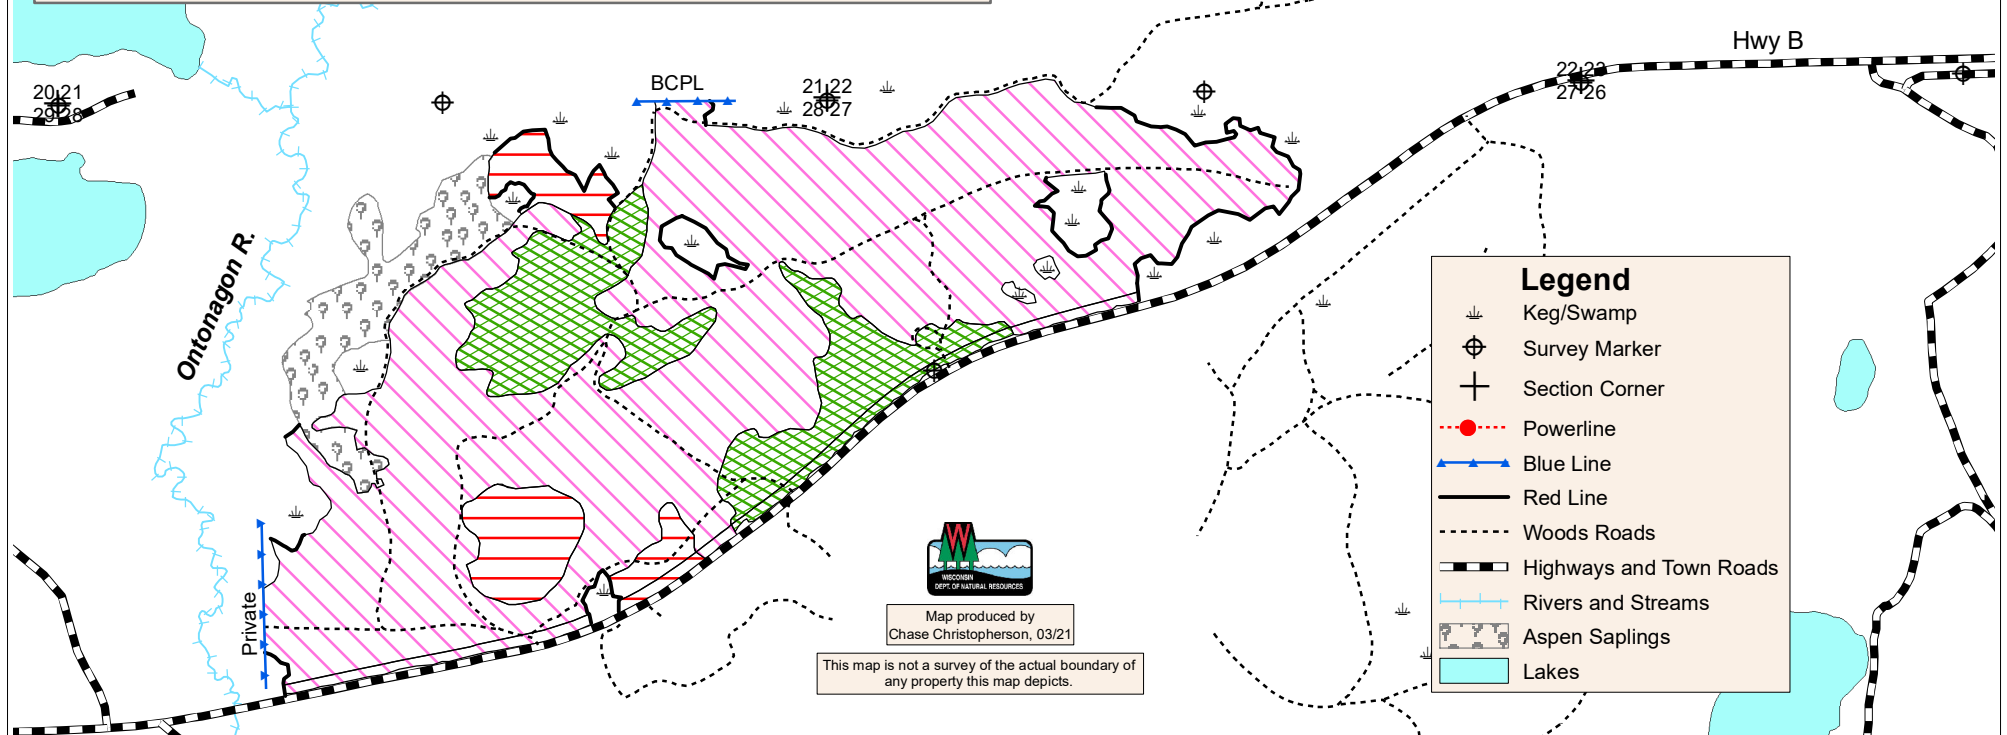 Hwy B
20 21
29 28
BCPL
21 22
28 27
22 23
27 26
Ontonagon R.
Private
Legend
Keg/Swamp
Survey Marker
Section Corner
Powerline
Blue Line
Red Line
Woods Roads
Highways and Town Roads
Rivers and Streams
Aspen Saplings
Lakes
WISCONSIN
DEPT. OF NATURAL RESOURCES
Map produced by
Chase Christopherson, 03/21
This map is not a survey of the actual boundary of
any property this map depicts.